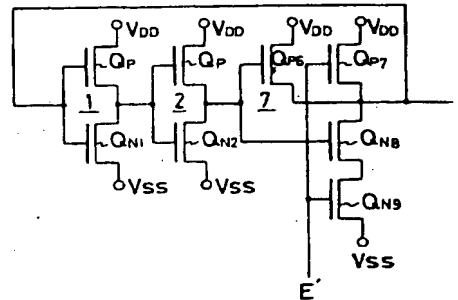 VDD VDD VDD VDD
QP QP QP6 QP7
1 2 7
QN1 QN2 QN8
QN9
VSS VSS
VSS
E'